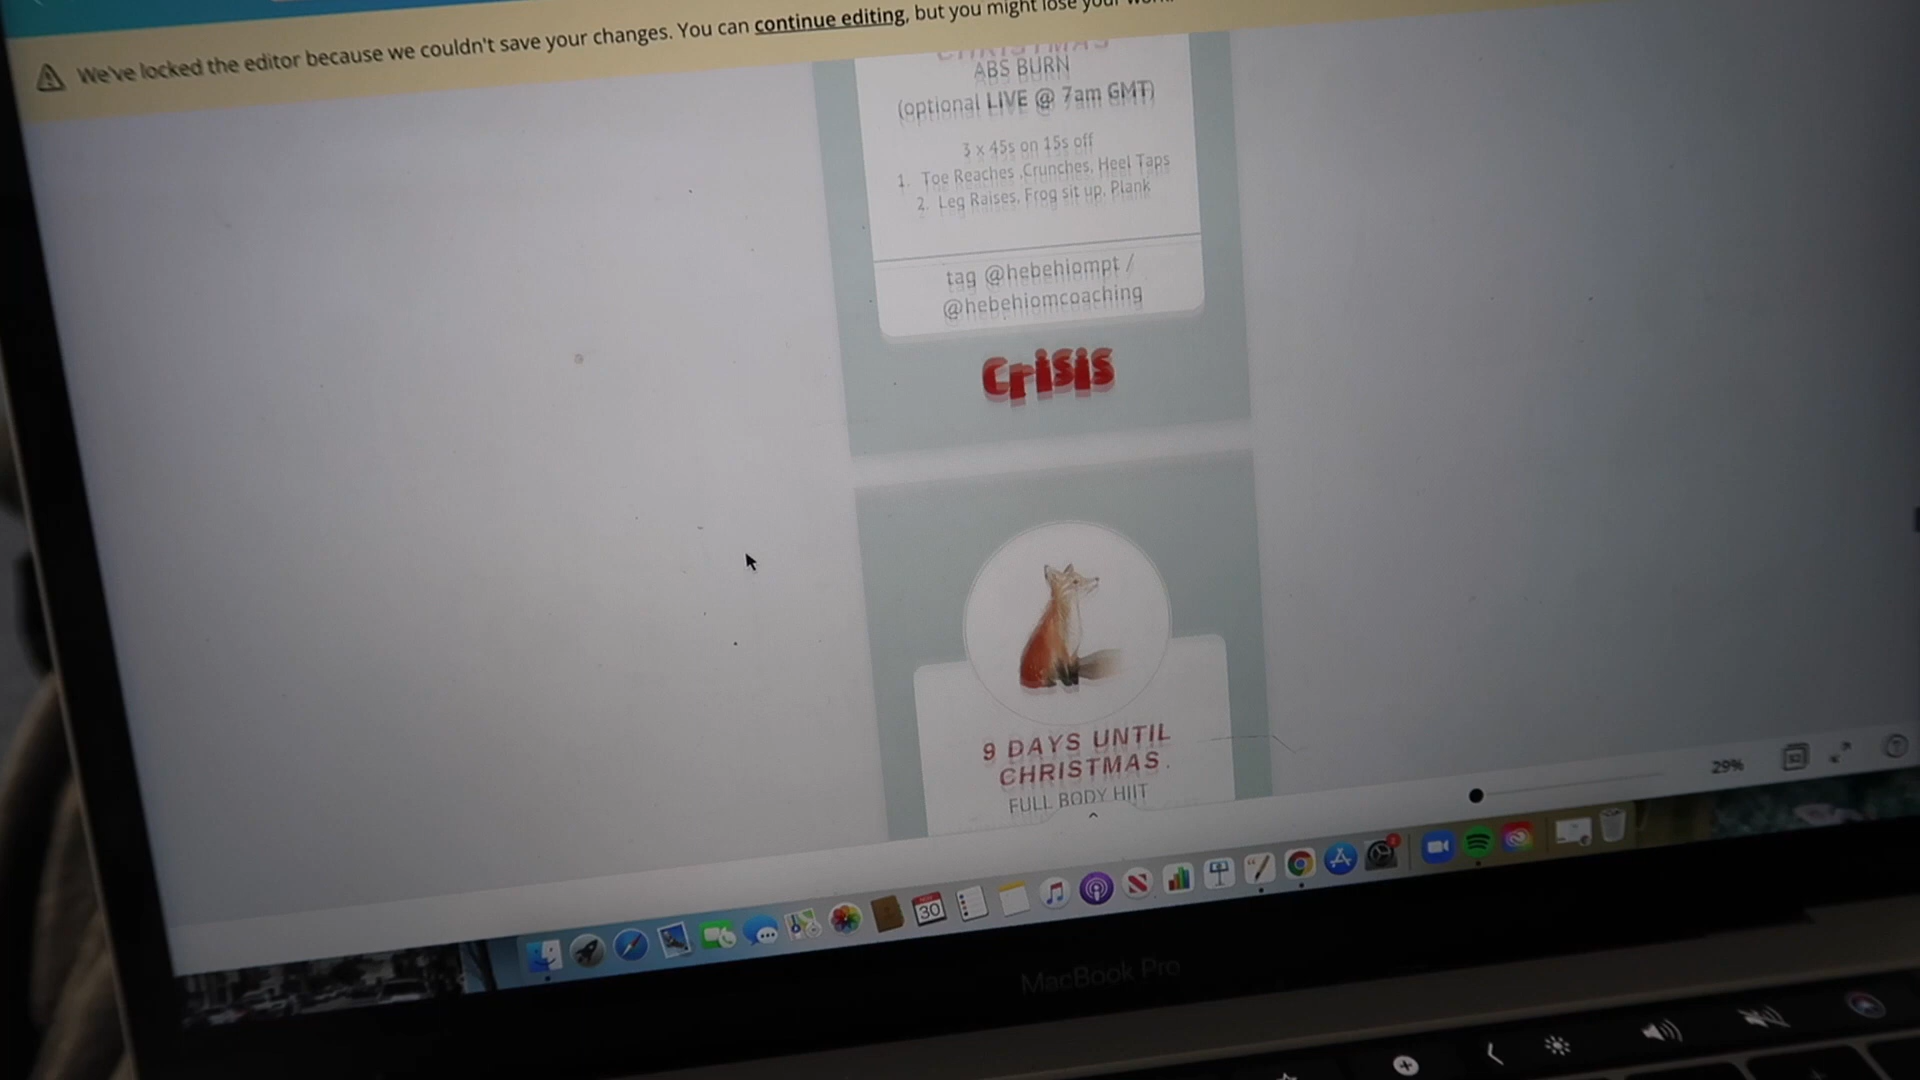 We've locked the editor because we couldn't save your changes. You can continue editing, but you might lose your
CHRISTMAS
ABS BURN
(optional LIVE @ 7am GMT)
3 x 45s on 15s off
1. Toe Reaches ,Crunches, Heel Taps
2. Leg Raises, Frog sit up, Plank
tag @hebehiompt /
@hebehiomcoaching
Crisis
9 DAYS UNTIL
CHRISTMAS
FULL BODY HIIT
29%
30
MacBook Pro